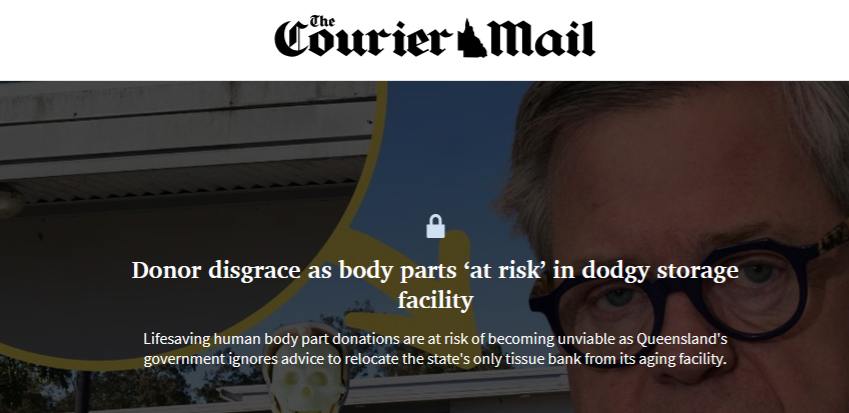 The
Courier Mail
Donor disgrace as body parts ‘at risk’ in dodgy storage
facility
Lifesaving human body part donations are at risk of becoming unviable as Queensland's
government ignores advice to relocate the state's only tissue bank from its aging facility.